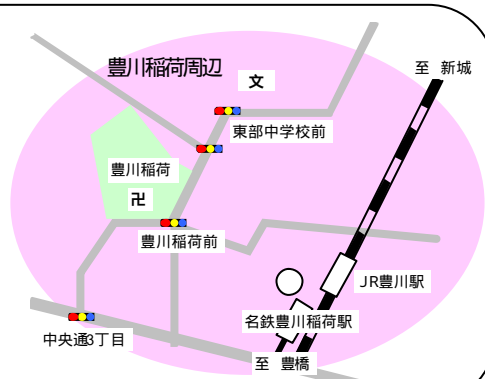 豊川稲荷周辺
至 新城
文
東部中学校前
豊川稲荷
卍
豊川稲荷前
JR豊川駅
名鉄豊川稲荷駅
中央通3丁目
至 豊橋